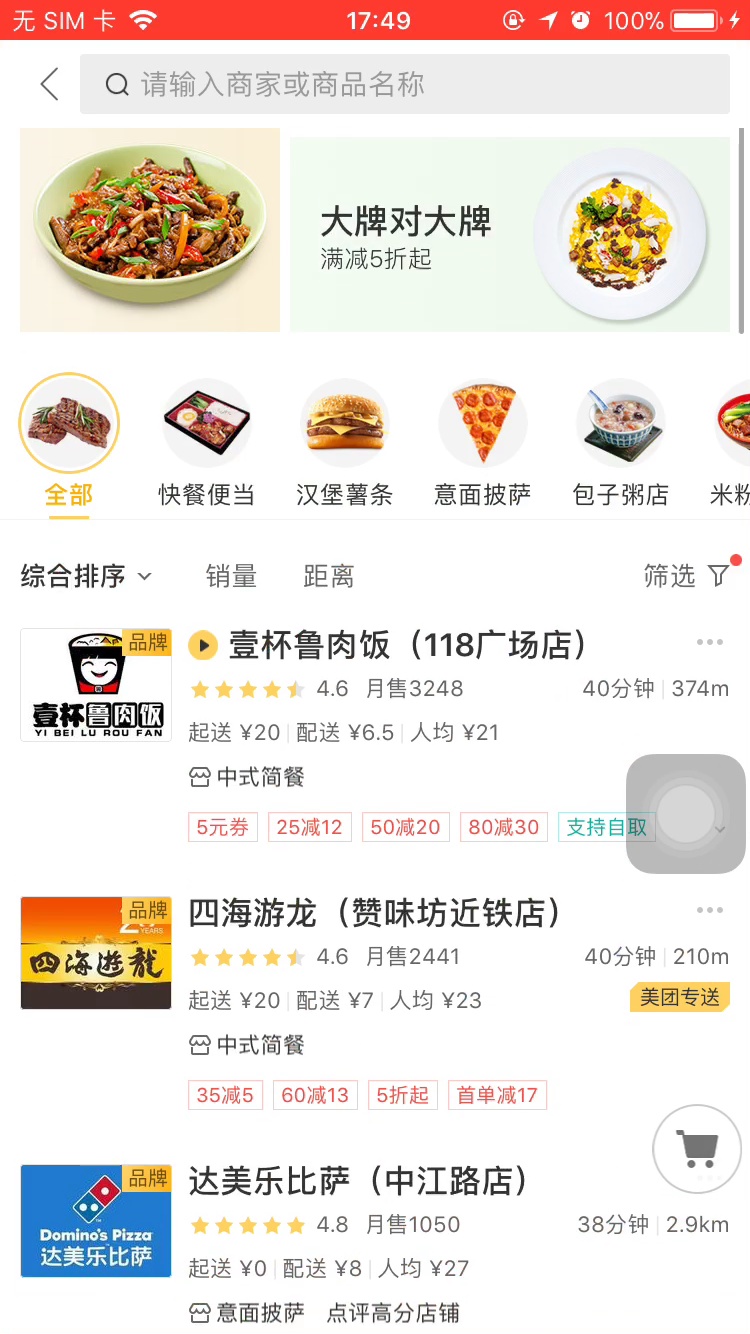 无 SIM 卡 17:49 100%
请输入商家或商品名称
大牌对大牌
满减5折起
全部 快餐便当 汉堡薯条 意面披萨 包子粥店 米粉
综合排序 销量 距离 筛选
品牌 壹杯鲁肉饭（118广场店）
壹杯鲁肉饭
YI BEI LU ROU FAN
4.6 月售3248 40分钟 374m
起送 ¥20 配送 ¥6.5 人均 ¥21
中式简餐
5元券 25减12 50减20 80减30 支持自取
品牌 四海游龙（赞味坊近铁店）
YEARS
四海遊龍
4.6 月售2441 40分钟 210m
起送 ¥20 配送 ¥7 人均 ¥23 美团专送
中式简餐
35减5 60减13 5折起 首单减17
品牌 达美乐比萨（中江路店）
Domino's Pizza
达美乐比萨
4.8 月售1050 38分钟 2.9km
起送 ¥0 配送 ¥8 人均 ¥27
意面披萨 点评高分店铺